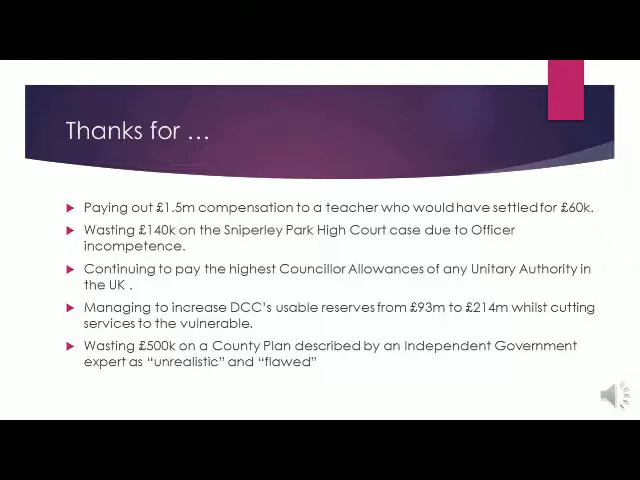 Thanks for …
Paying out £1.5m compensation to a teacher who would have settled for £60k.
Wasting £140k on the Sniperley Park High Court case due to Officer
incompetence.
Continuing to pay the highest Councillor Allowances of any Unitary Authority in
the UK .
Managing to increase DCC's usable reserves from £93m to £214m whilst cutting
services to the vulnerable.
Wasting £500k on a County Plan described by an Independent Government
expert as “unrealistic” and “flawed”